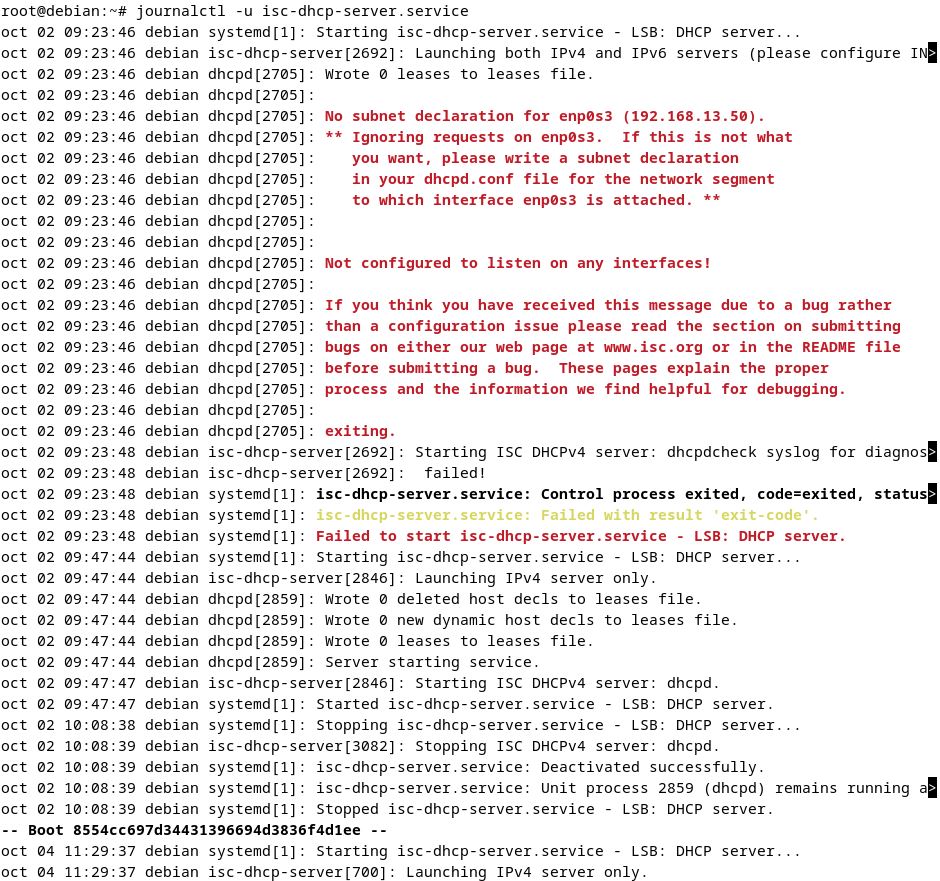 root@debian:~# journalctl -u isc-dhcp-server.service
oct 02 09:23:46 debian systemd[1]: Starting isc-dhcp-server.service - LSB: DHCP server...
oct 02 09:23:46 debian isc-dhcp-server[2692]: Launching both IPv4 and IPv6 servers (please configure IN>
oct 02 09:23:46 debian dhcpd[2705]: Wrote 0 leases to leases file.
oct 02 09:23:46 debian dhcpd[2705]:
oct 02 09:23:46 debian dhcpd[2705]: No subnet declaration for enp0s3 (192.168.13.50).
oct 02 09:23:46 debian dhcpd[2705]: ** Ignoring requests on enp0s3.  If this is not what
oct 02 09:23:46 debian dhcpd[2705]:    you want, please write a subnet declaration
oct 02 09:23:46 debian dhcpd[2705]:    in your dhcpd.conf file for the network segment
oct 02 09:23:46 debian dhcpd[2705]:    to which interface enp0s3 is attached. **
oct 02 09:23:46 debian dhcpd[2705]:
oct 02 09:23:46 debian dhcpd[2705]:
oct 02 09:23:46 debian dhcpd[2705]: Not configured to listen on any interfaces!
oct 02 09:23:46 debian dhcpd[2705]:
oct 02 09:23:46 debian dhcpd[2705]: If you think you have received this message due to a bug rather
oct 02 09:23:46 debian dhcpd[2705]: than a configuration issue please read the section on submitting
oct 02 09:23:46 debian dhcpd[2705]: bugs on either our web page at www.isc.org or in the README file
oct 02 09:23:46 debian dhcpd[2705]: before submitting a bug.  These pages explain the proper
oct 02 09:23:46 debian dhcpd[2705]: process and the information we find helpful for debugging.
oct 02 09:23:46 debian dhcpd[2705]:
oct 02 09:23:46 debian dhcpd[2705]: exiting.
oct 02 09:23:48 debian isc-dhcp-server[2692]: Starting ISC DHCPv4 server: dhcpdcheck syslog for diagnos>
oct 02 09:23:48 debian isc-dhcp-server[2692]:  failed!
oct 02 09:23:48 debian systemd[1]: isc-dhcp-server.service: Control process exited, code=exited, status>
oct 02 09:23:48 debian systemd[1]: isc-dhcp-server.service: Failed with result 'exit-code'.
oct 02 09:23:48 debian systemd[1]: Failed to start isc-dhcp-server.service - LSB: DHCP server.
oct 02 09:47:44 debian systemd[1]: Starting isc-dhcp-server.service - LSB: DHCP server...
oct 02 09:47:44 debian isc-dhcp-server[2846]: Launching IPv4 server only.
oct 02 09:47:44 debian dhcpd[2859]: Wrote 0 deleted host decls to leases file.
oct 02 09:47:44 debian dhcpd[2859]: Wrote 0 new dynamic host decls to leases file.
oct 02 09:47:44 debian dhcpd[2859]: Wrote 0 leases to leases file.
oct 02 09:47:44 debian dhcpd[2859]: Server starting service.
oct 02 09:47:47 debian isc-dhcp-server[2846]: Starting ISC DHCPv4 server: dhcpd.
oct 02 09:47:47 debian systemd[1]: Started isc-dhcp-server.service - LSB: DHCP server.
oct 02 10:08:38 debian systemd[1]: Stopping isc-dhcp-server.service - LSB: DHCP server...
oct 02 10:08:39 debian isc-dhcp-server[3082]: Stopping ISC DHCPv4 server: dhcpd.
oct 02 10:08:39 debian systemd[1]: isc-dhcp-server.service: Deactivated successfully.
oct 02 10:08:39 debian systemd[1]: isc-dhcp-server.service: Unit process 2859 (dhcpd) remains running a>
oct 02 10:08:39 debian systemd[1]: Stopped isc-dhcp-server.service - LSB: DHCP server.
-- Boot 8554cc697d34431396694d3836f4d1ee --
oct 04 11:29:37 debian systemd[1]: Starting isc-dhcp-server.service - LSB: DHCP server...
oct 04 11:29:37 debian isc-dhcp-server[700]: Launching IPv4 server only.